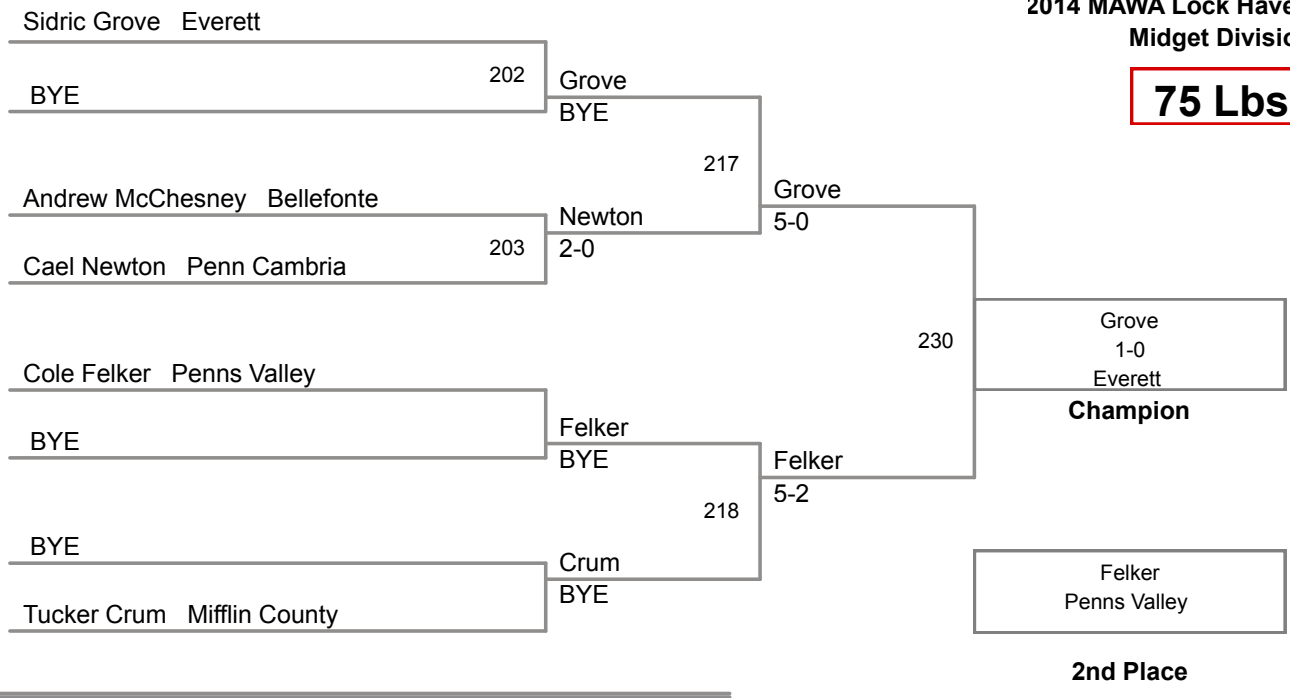 2014 MAWA Lock Have
Midget Divisio
75 Lbs
Sidric Grove Everett
BYE
202
Grove
BYE
217
Andrew McChesney Bellefonte
Cael Newton Penn Cambria
203
Newton
2-0
Grove
5-0
230
Grove
1-0
Everett
Champion
Cole Felker Penns Valley
BYE
Felker
BYE
218
Felker
5-2
BYE
Tucker Crum Mifflin County
Crum
BYE
Felker
Penns Valley
2nd Place